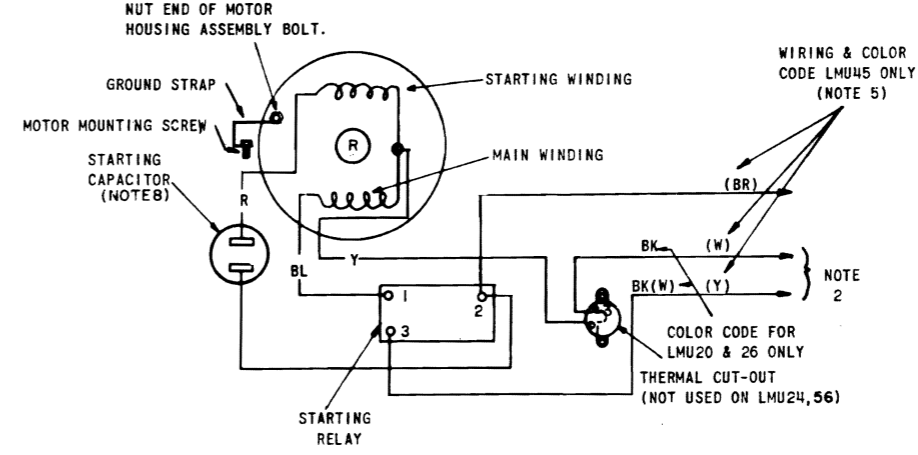 NUT END OF MOTOR
HOUSING ASSEMBLY BOLT.
GROUND STRAP
MOTOR MOUNTING SCREW
STARTING
CAPACITOR
(NOTE8)
STARTING WINDING
R
MAIN WINDING
WIRING & COLOR
CODE LMU45 ONLY
(NOTE 5)
R
(BR)
BL
Y
BK
(W)
BK(W)
(Y)
NOTE
2
1
2
3
COLOR CODE FOR
LMU20 & 26 ONLY
THERMAL CUT-OUT
(NOT USED ON LMU24,56)
STARTING
RELAY